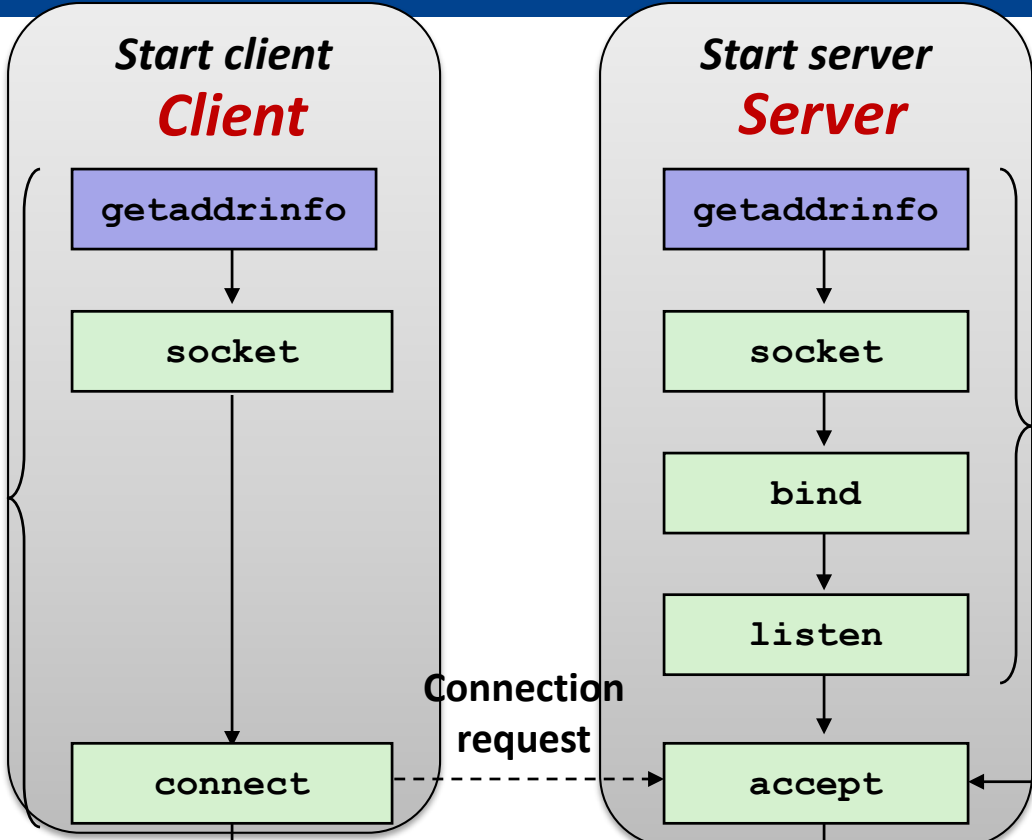 Start client
Client
getaddrinfo
socket
connect
Connection
request
Start server
Server
getaddrinfo
socket
bind
listen
accept